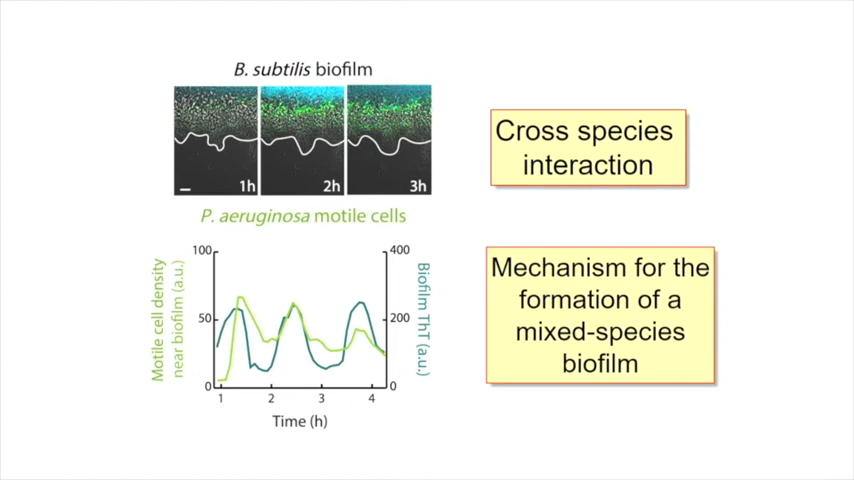 B. subtilis biofilm
1h
2h
3h
P. aeruginosa motile cells
Cross species
interaction
Motile cell density
near biofilm (a.u.)
100
50
0
400
200
0
Biofilm ThT (a.u.)
1
2
3
4
Time (h)
Mechanism for the
formation of a
mixed-species
biofilm